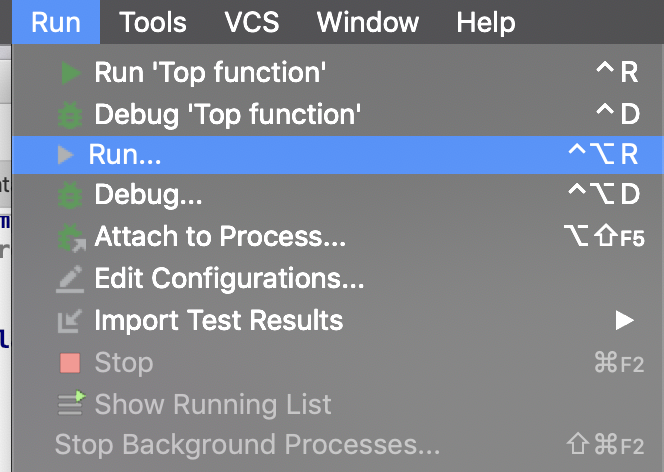 Run Tools VCS Window Help
Run 'Top function' ^ R
Debug 'Top function' ^ D
Run... ^⌥ R
Debug... ^⌥ D
Attach to Process... ⌥⇧F5
Edit Configurations...
Import Test Results ▶
Stop ⌘F2
Show Running List
Stop Background Processes... ⇧⌘F2